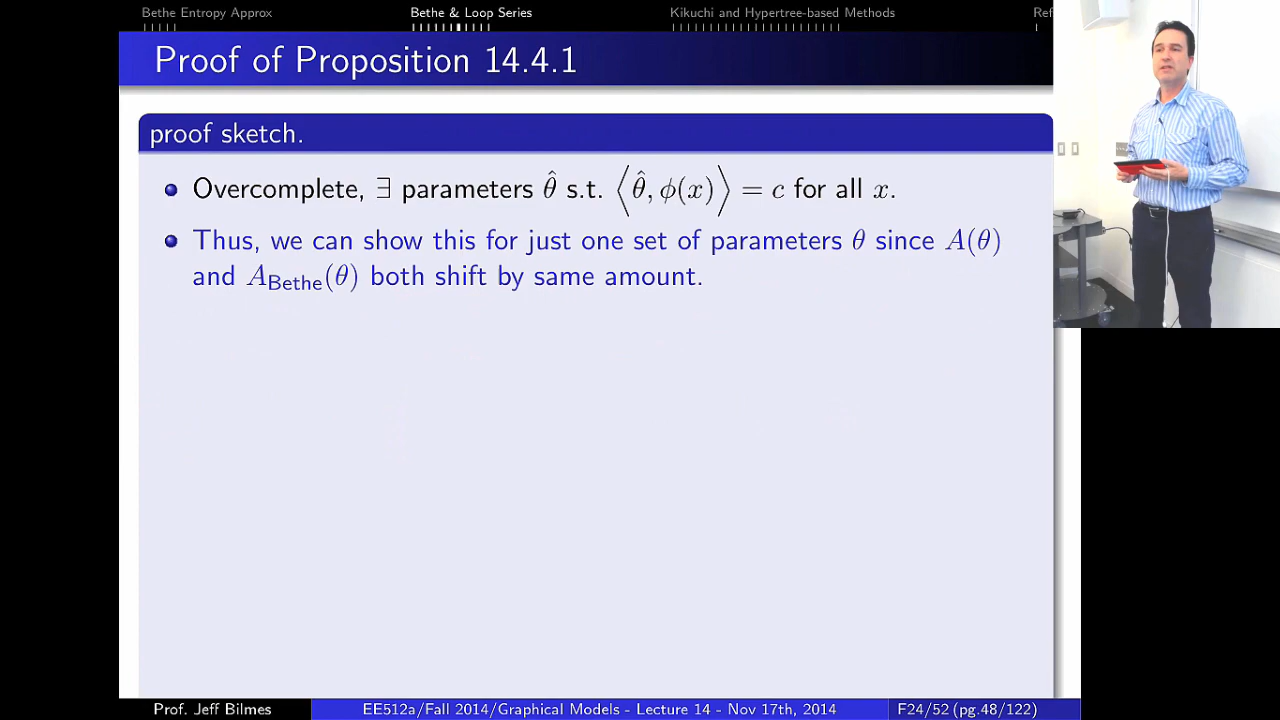 Bethe Entropy Approx Bethe & Loop Series Kikuchi and Hypertree-based Methods Ref
Proof of Proposition 14.4.1
proof sketch.
Overcomplete, ∃ parameters θ̂ s.t. ⟨θ̂, ϕ(x)⟩ = c for all x.
Thus, we can show this for just one set of parameters θ since A(θ)
and A_Bethe(θ) both shift by same amount.
Prof. Jeff Bilmes EE512a/Fall 2014/Graphical Models - Lecture 14 - Nov 17th, 2014 F24/52 (pg.48/122)